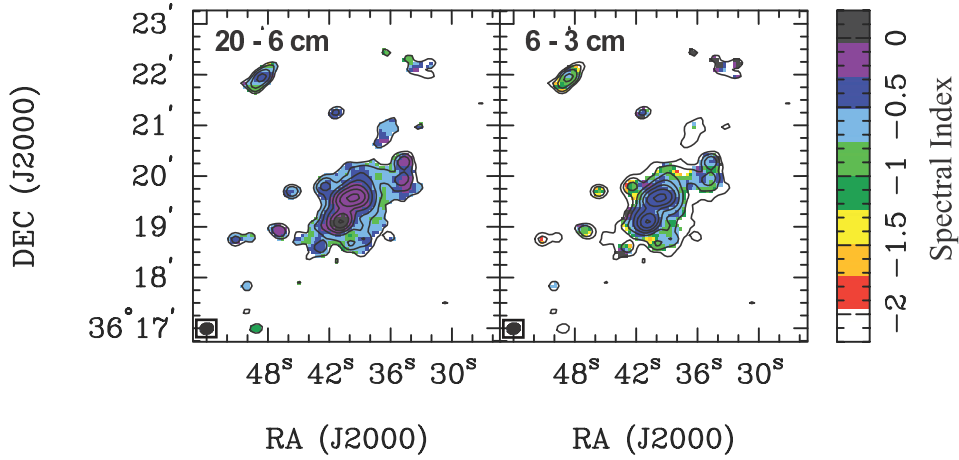 20 - 6 cm
6 - 3 cm
23′
22′
21′
20′
19′
18′
36° 17′
DEC (J2000)
48ˢ 42ˢ 36ˢ 30ˢ
48ˢ 42ˢ 36ˢ 30ˢ
RA (J2000)
RA (J2000)
0
−0.5
−1
−1.5
−2
Spectral Index